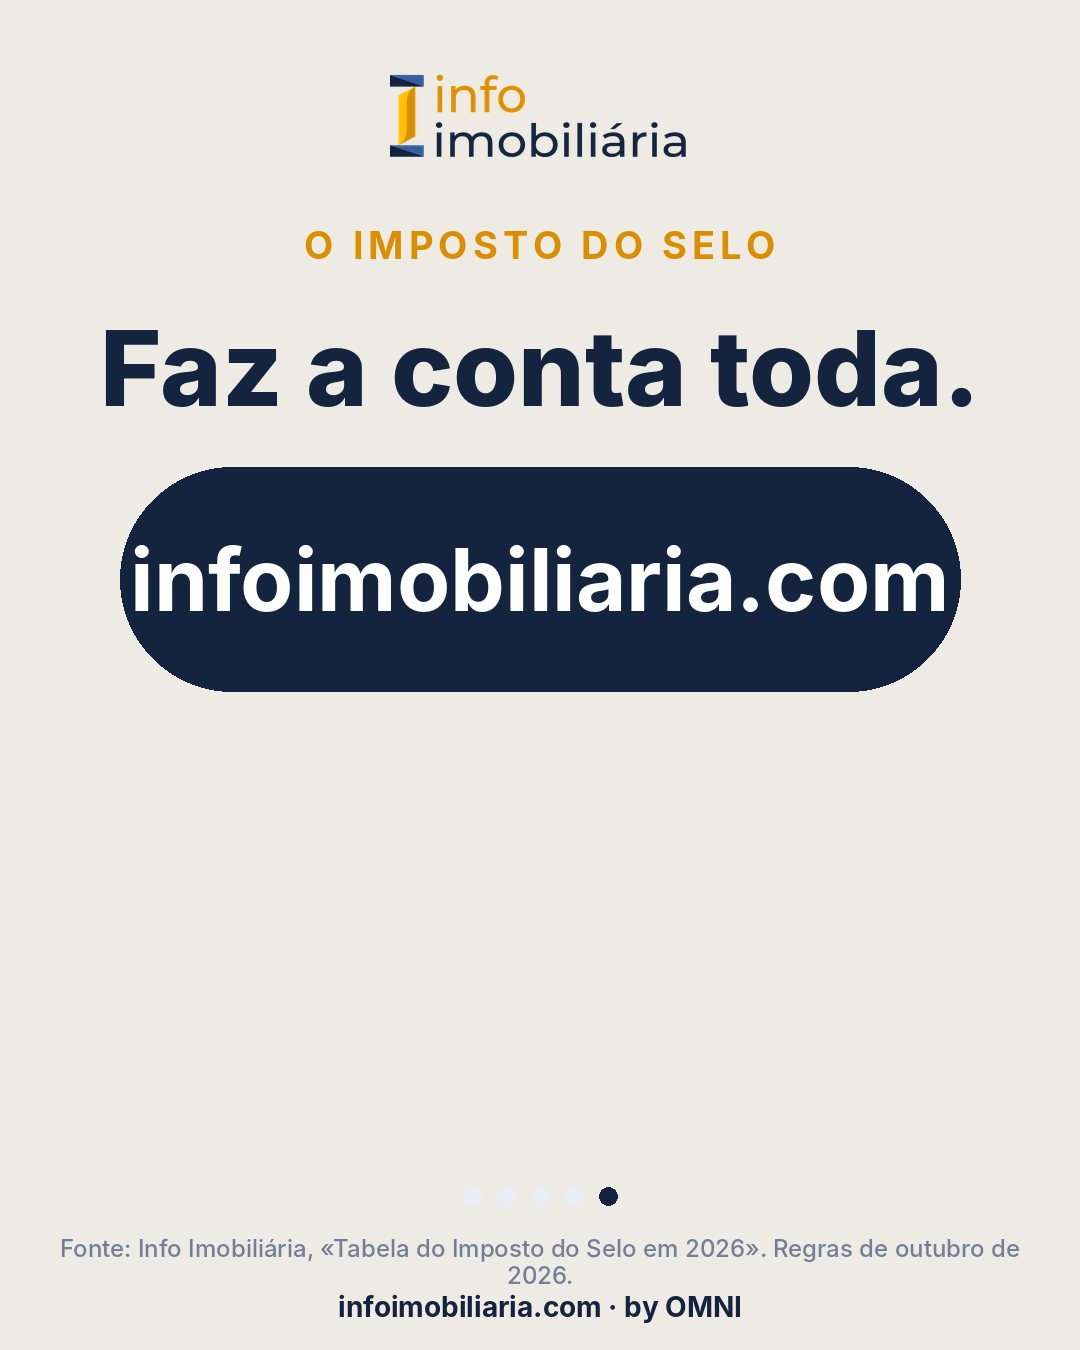 info
imobiliária
O IMPOSTO DO SELO
Faz a conta toda.
infoimobiliaria.com
Fonte: Info Imobiliária, «Tabela do Imposto do Selo em 2026». Regras de outubro de
2026.
infoimobiliaria.com · by OMNI